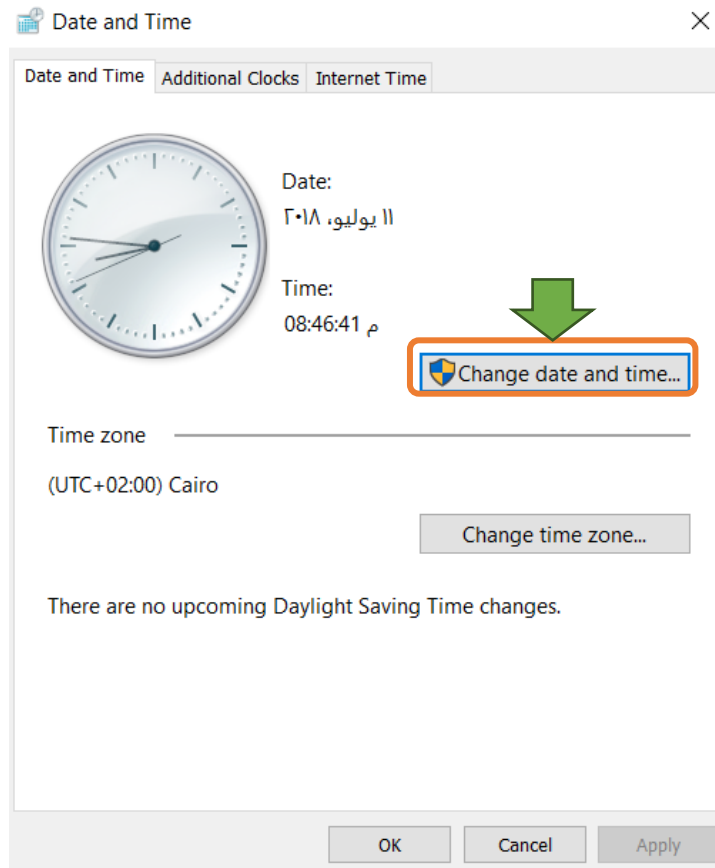 Date and Time
Date and Time Additional Clocks Internet Time
Date:
١١ يوليو، ٢٠١٨
Time:
08:46:41 م
Change date and time...
Time zone
(UTC+02:00) Cairo
Change time zone...
There are no upcoming Daylight Saving Time changes.
OK Cancel Apply